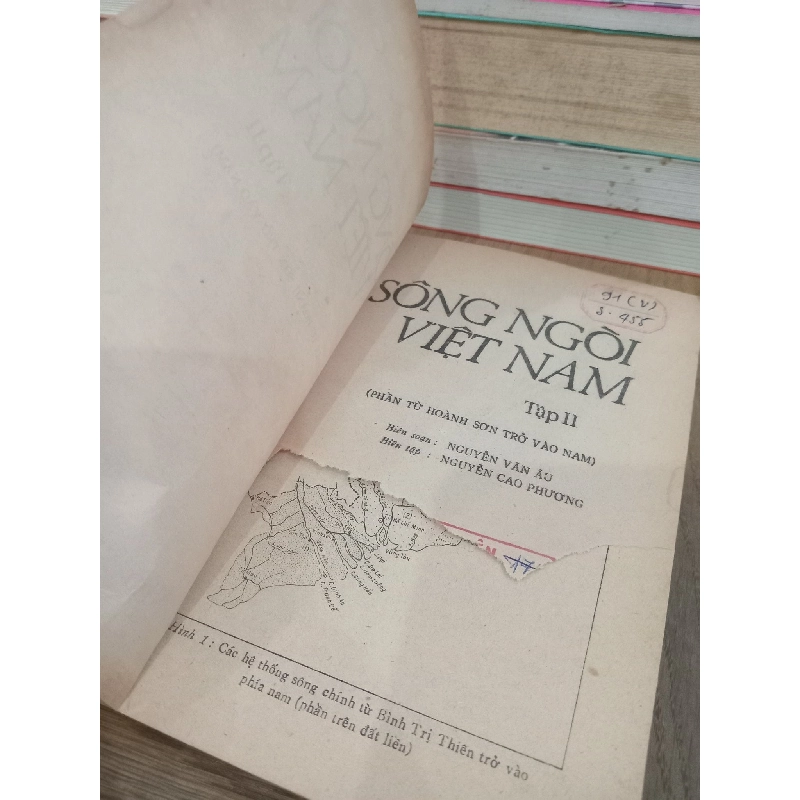 91 (V)
S. 455
SÔNG NGÒI
VIỆT NAM
Tập II
(PHẦN TỪ HOÀNH SƠN TRỞ VÀO NAM)
Biên soạn : NGUYỄN VĂN ÂU
Biên tập : NGUYỄN CAO PHƯƠNG
Hình 1 : Các hệ thống sông chính từ Bình Trị Thiên trở vào
phía nam (phần trên đất liền)